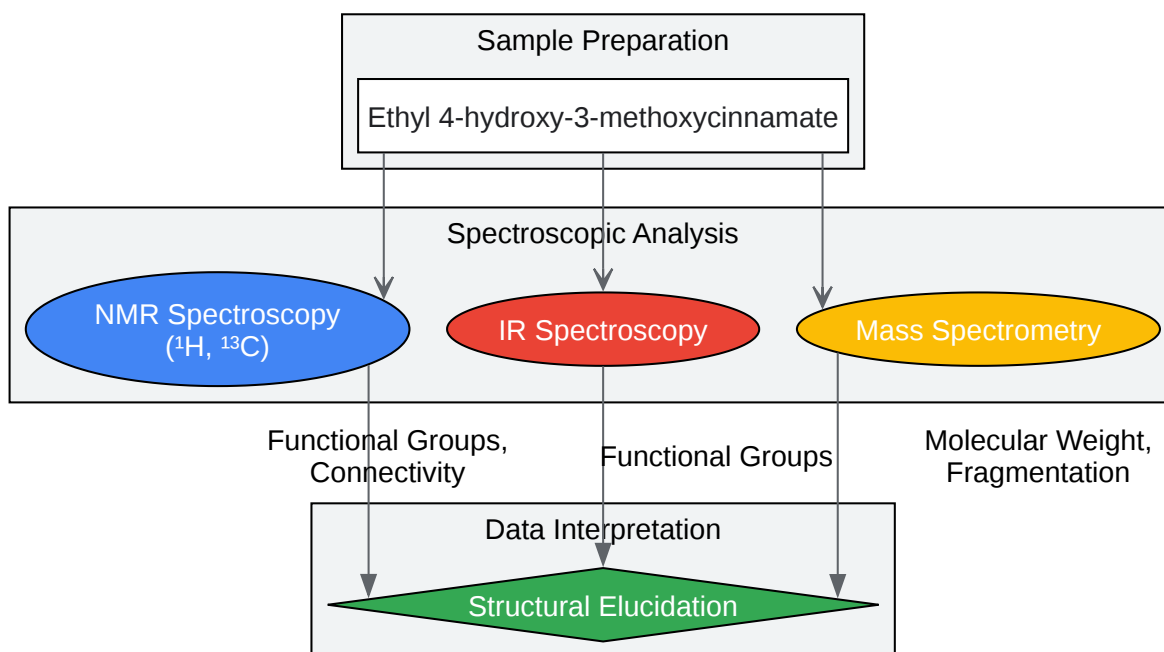 Sample Preparation
Ethyl 4-hydroxy-3-methoxycinnamate
Spectroscopic Analysis
NMR Spectroscopy
(¹H, ¹³C)
IR Spectroscopy
Mass Spectrometry
Functional Groups,
Connectivity
Functional Groups
Molecular Weight,
Fragmentation
Data Interpretation
Structural Elucidation